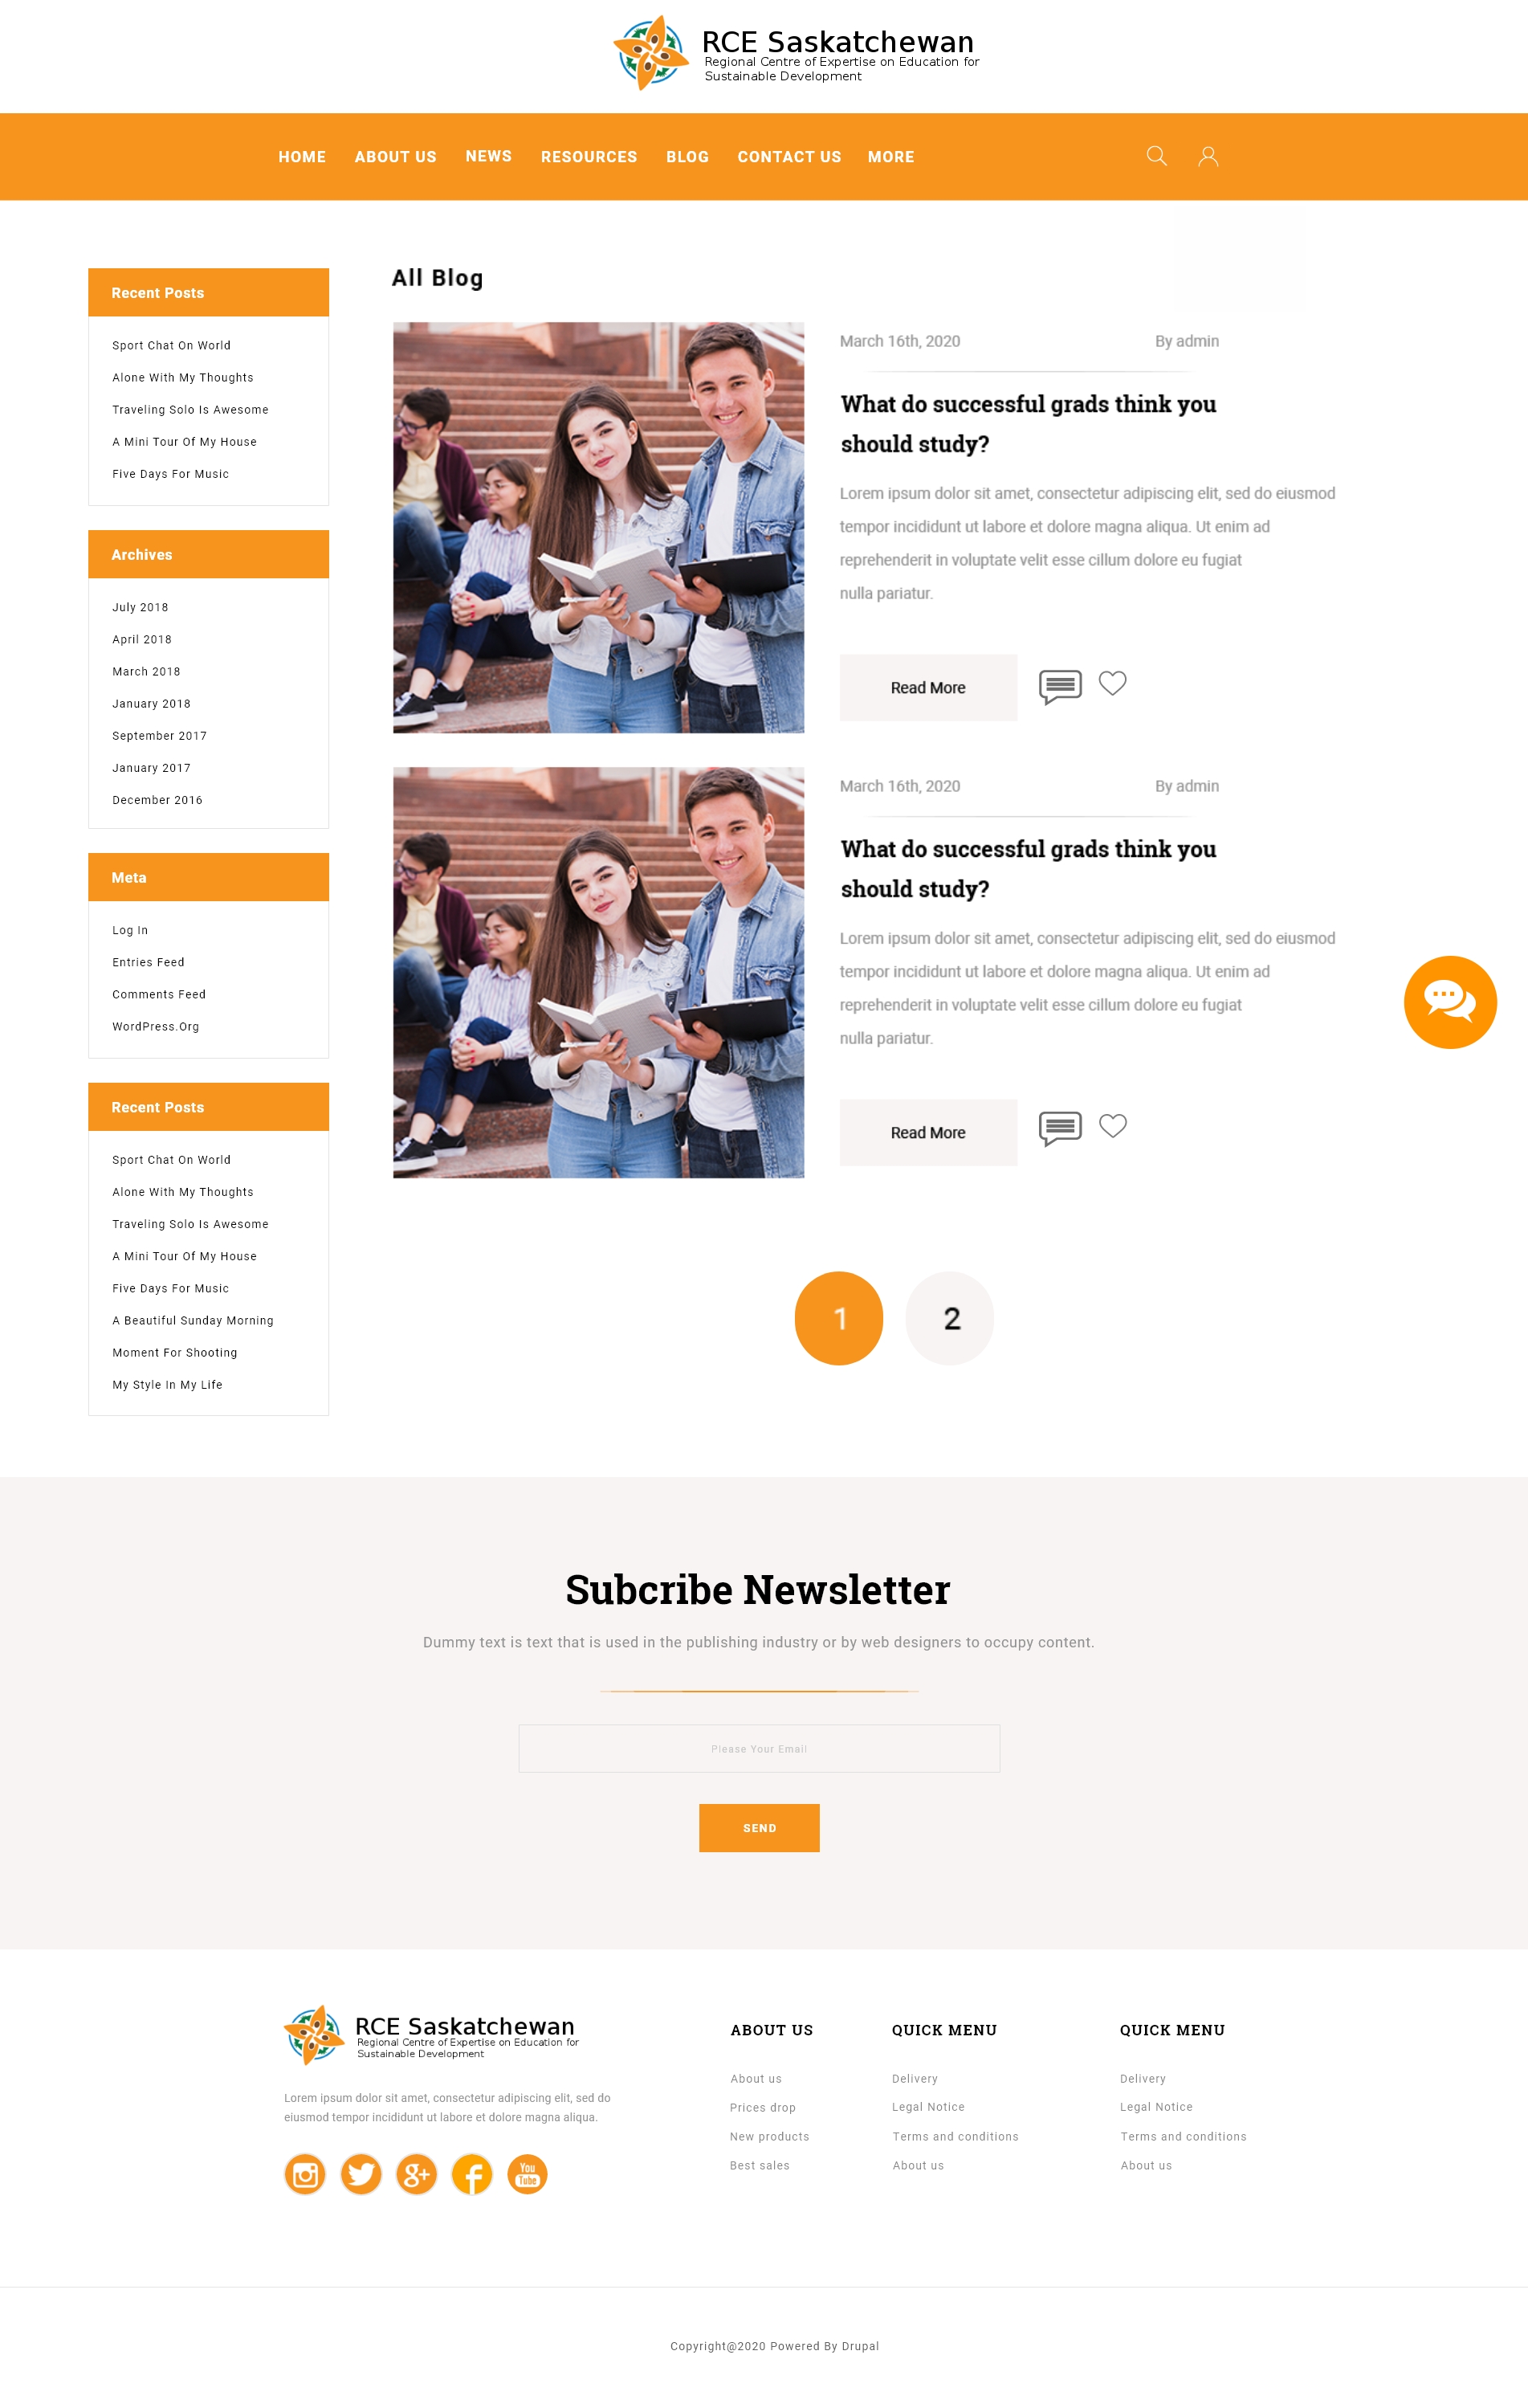 RCE Saskatchewan
Regional Centre of Expertise on Education for
Sustainable Development
HOME ABOUT US NEWS RESOURCES BLOG CONTACT US MORE
Recent Posts
Sport Chat On World
Alone With My Thoughts
Traveling Solo Is Awesome
A Mini Tour Of My House
Five Days For Music
Archives
July 2018
April 2018
March 2018
January 2018
September 2017
January 2017
December 2016
Meta
Log In
Entries Feed
Comments Feed
WordPress.Org
Recent Posts
Sport Chat On World
Alone With My Thoughts
Traveling Solo Is Awesome
A Mini Tour Of My House
Five Days For Music
A Beautiful Sunday Morning
Moment For Shooting
My Style In My Life
All Blog
March 16th, 2020 By admin
What do successful grads think you
should study?
Lorem ipsum dolor sit amet, consectetur adipiscing elit, sed do eiusmod
tempor incididunt ut labore et dolore magna aliqua. Ut enim ad
reprehenderit in voluptate velit esse cillum dolore eu fugiat
nulla pariatur.
Read More
March 16th, 2020 By admin
What do successful grads think you
should study?
Lorem ipsum dolor sit amet, consectetur adipiscing elit, sed do eiusmod
tempor incididunt ut labore et dolore magna aliqua. Ut enim ad
reprehenderit in voluptate velit esse cillum dolore eu fugiat
nulla pariatur.
Read More
1 2
Subcribe Newsletter
Dummy text is text that is used in the publishing industry or by web designers to occupy content.
Please Your Email
SEND
RCE Saskatchewan
Regional Centre of Expertise on Education for
Sustainable Development
Lorem ipsum dolor sit amet, consectetur adipiscing elit, sed do
eiusmod tempor incididunt ut labore et dolore magna aliqua.
You
Tube
ABOUT US
About us
Prices drop
New products
Best sales
QUICK MENU
Delivery
Legal Notice
Terms and conditions
About us
QUICK MENU
Delivery
Legal Notice
Terms and conditions
About us
Copyright@2020 Powered By Drupal